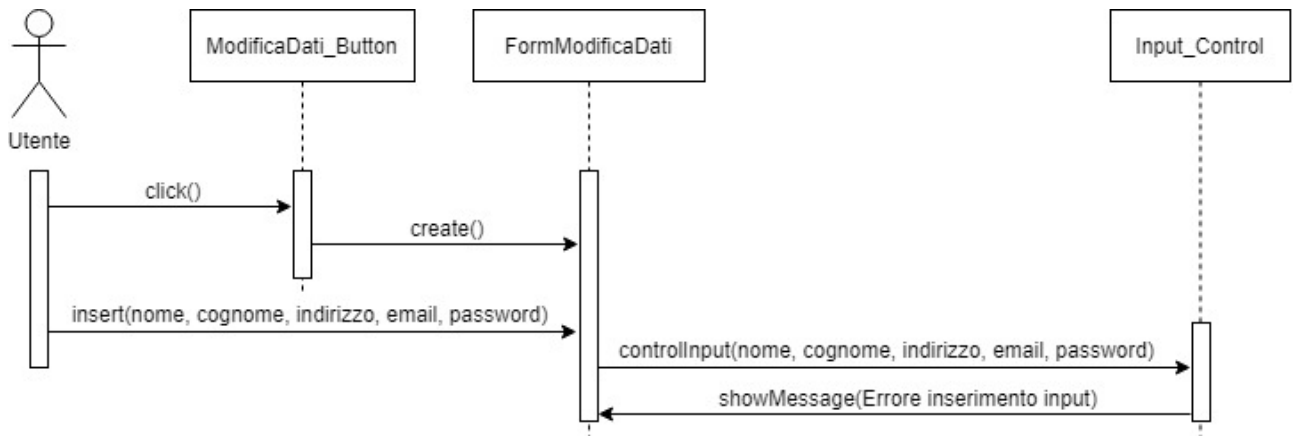 ModificaDati_Button
FormModificaDati
Input_Control
Utente
click()
create()
insert(nome, cognome, indirizzo, email, password)
controlInput(nome, cognome, indirizzo, email, password)
showMessage(Errore inserimento input)